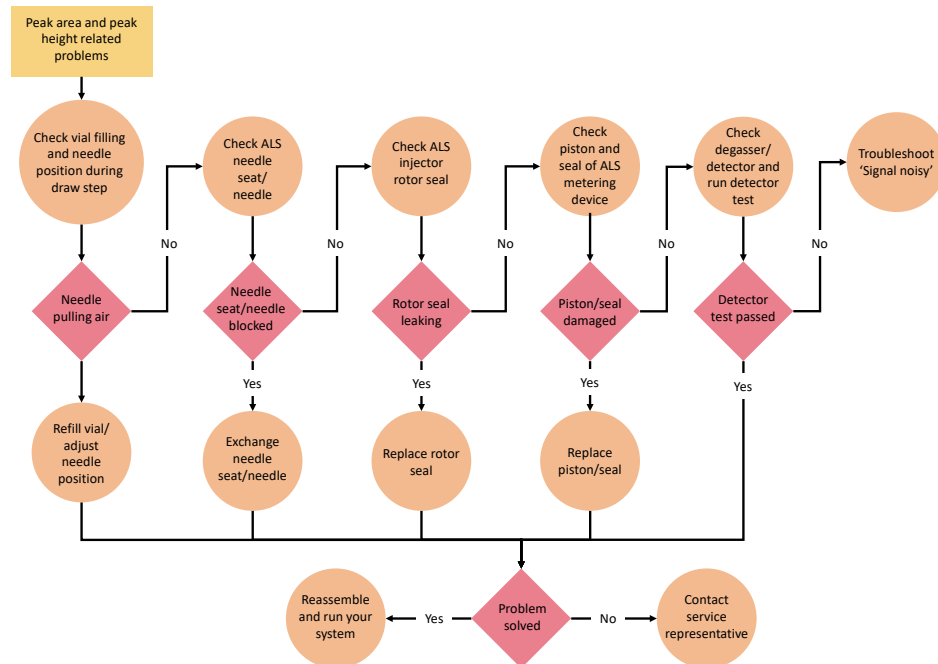 Peak area and peak
height related
problems
Check vial filling
and needle
position during
draw step
Check ALS
needle
seat/
needle
Check ALS
injector
rotor seal
Check
piston and
seal of ALS
metering
device
Check
degasser/
detector and
run detector
test
Troubleshoot
‘Signal noisy’
No
No
No
No
No
Needle
pulling air
Needle
seat/needle
blocked
Rotor seal
leaking
Piston/seal
damaged
Detector
test passed
Yes
Yes
Yes
Yes
Refill vial/
adjust
needle
position
Exchange
needle
seat/needle
Replace rotor
seal
Replace
piston/seal
Reassemble
and run your
system
Yes
Problem
solved
No
Contact
service
representative